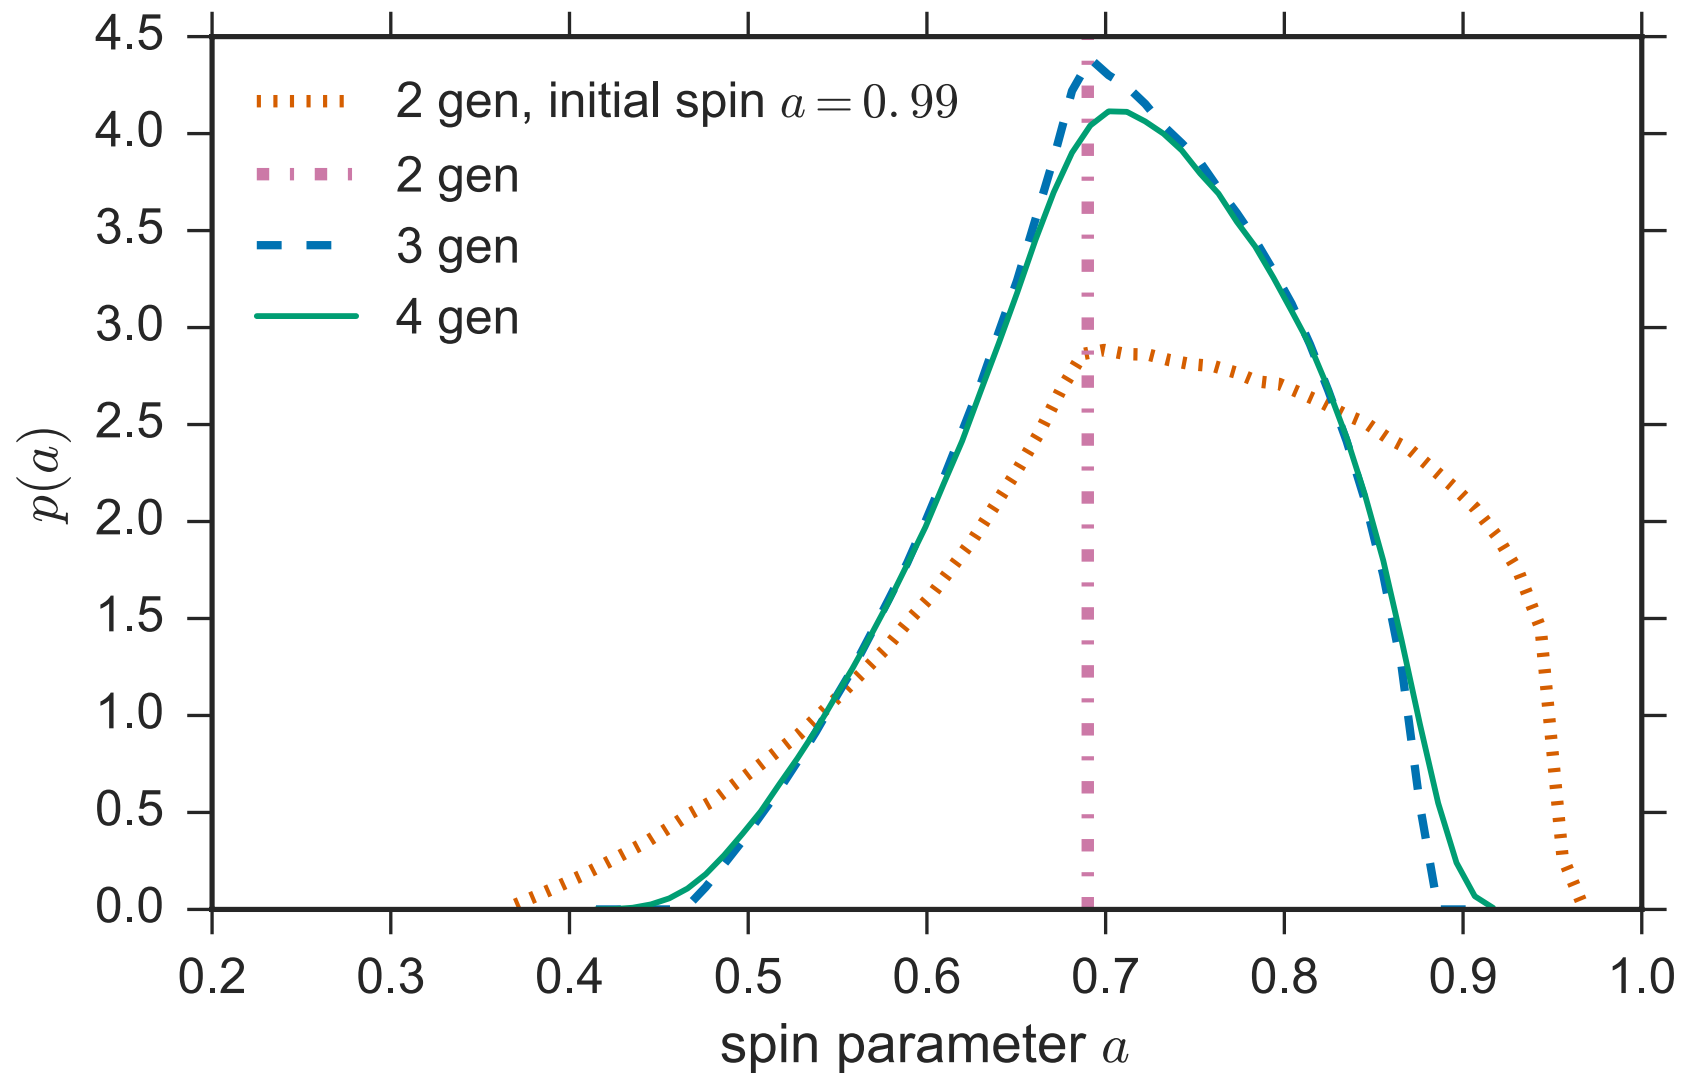 4.5
4.0
3.5
3.0
2.5
2.0
1.5
1.0
0.5
0.0
p(a)
2 gen, initial spin a = 0.99
2 gen
3 gen
4 gen
0.2 0.3 0.4 0.5 0.6 0.7 0.8 0.9 1.0
spin parameter a